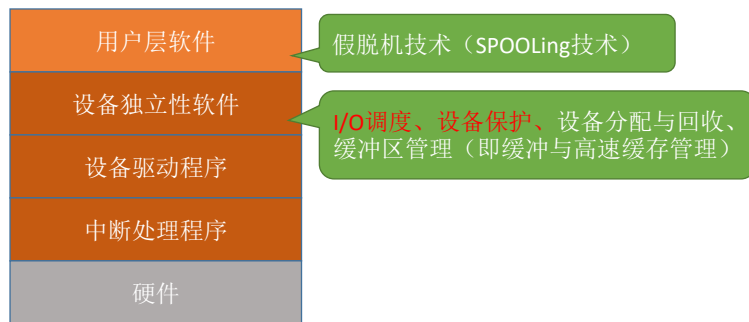 用户层软件
假脱机技术（SPOOLing技术）
设备独立性软件
I/O调度、设备保护、设备分配与回收、
缓冲区管理（即缓冲与高速缓存管理）
设备驱动程序
中断处理程序
硬件